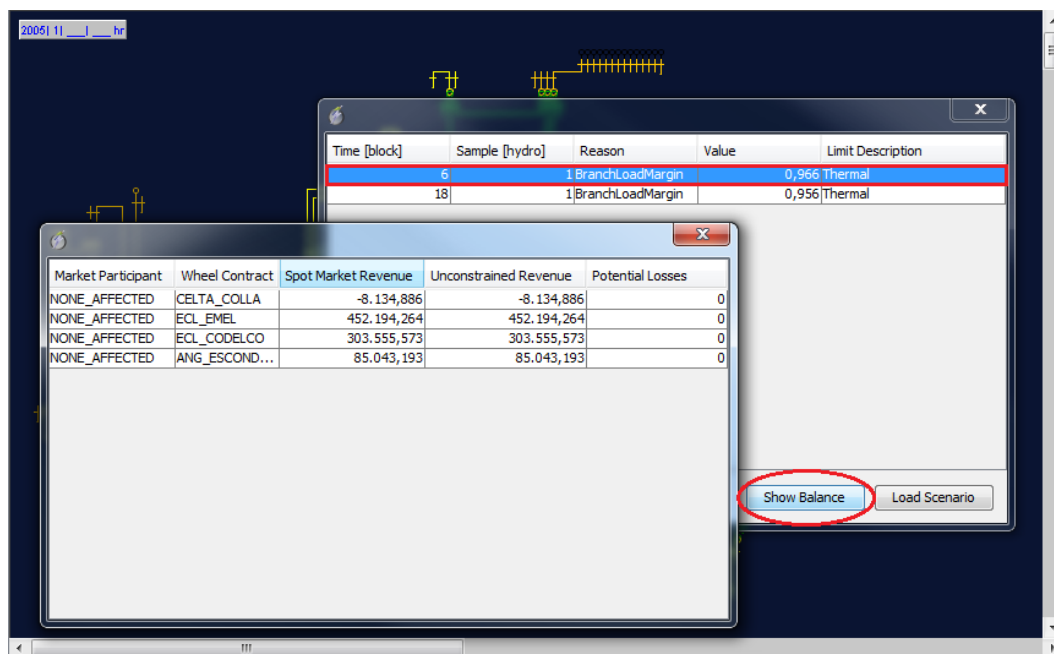 2005| 1| ___| ___ hr
Time [block] Sample [hydro] Reason Value Limit Description
6 1 BranchLoadMargin 0,966 Thermal
18 1 BranchLoadMargin 0,956 Thermal
Market Participant Wheel Contract Spot Market Revenue Unconstrained Revenue Potential Losses
NONE_AFFECTED CELTA_COLLA -8.134,886 -8.134,886 0
NONE_AFFECTED ECL_EMEL 452.194,264 452.194,264 0
NONE_AFFECTED ECL_CODELCO 303.555,573 303.555,573 0
NONE_AFFECTED ANG_ESCOND... 85.043,193 85.043,193 0
Show Balance Load Scenario